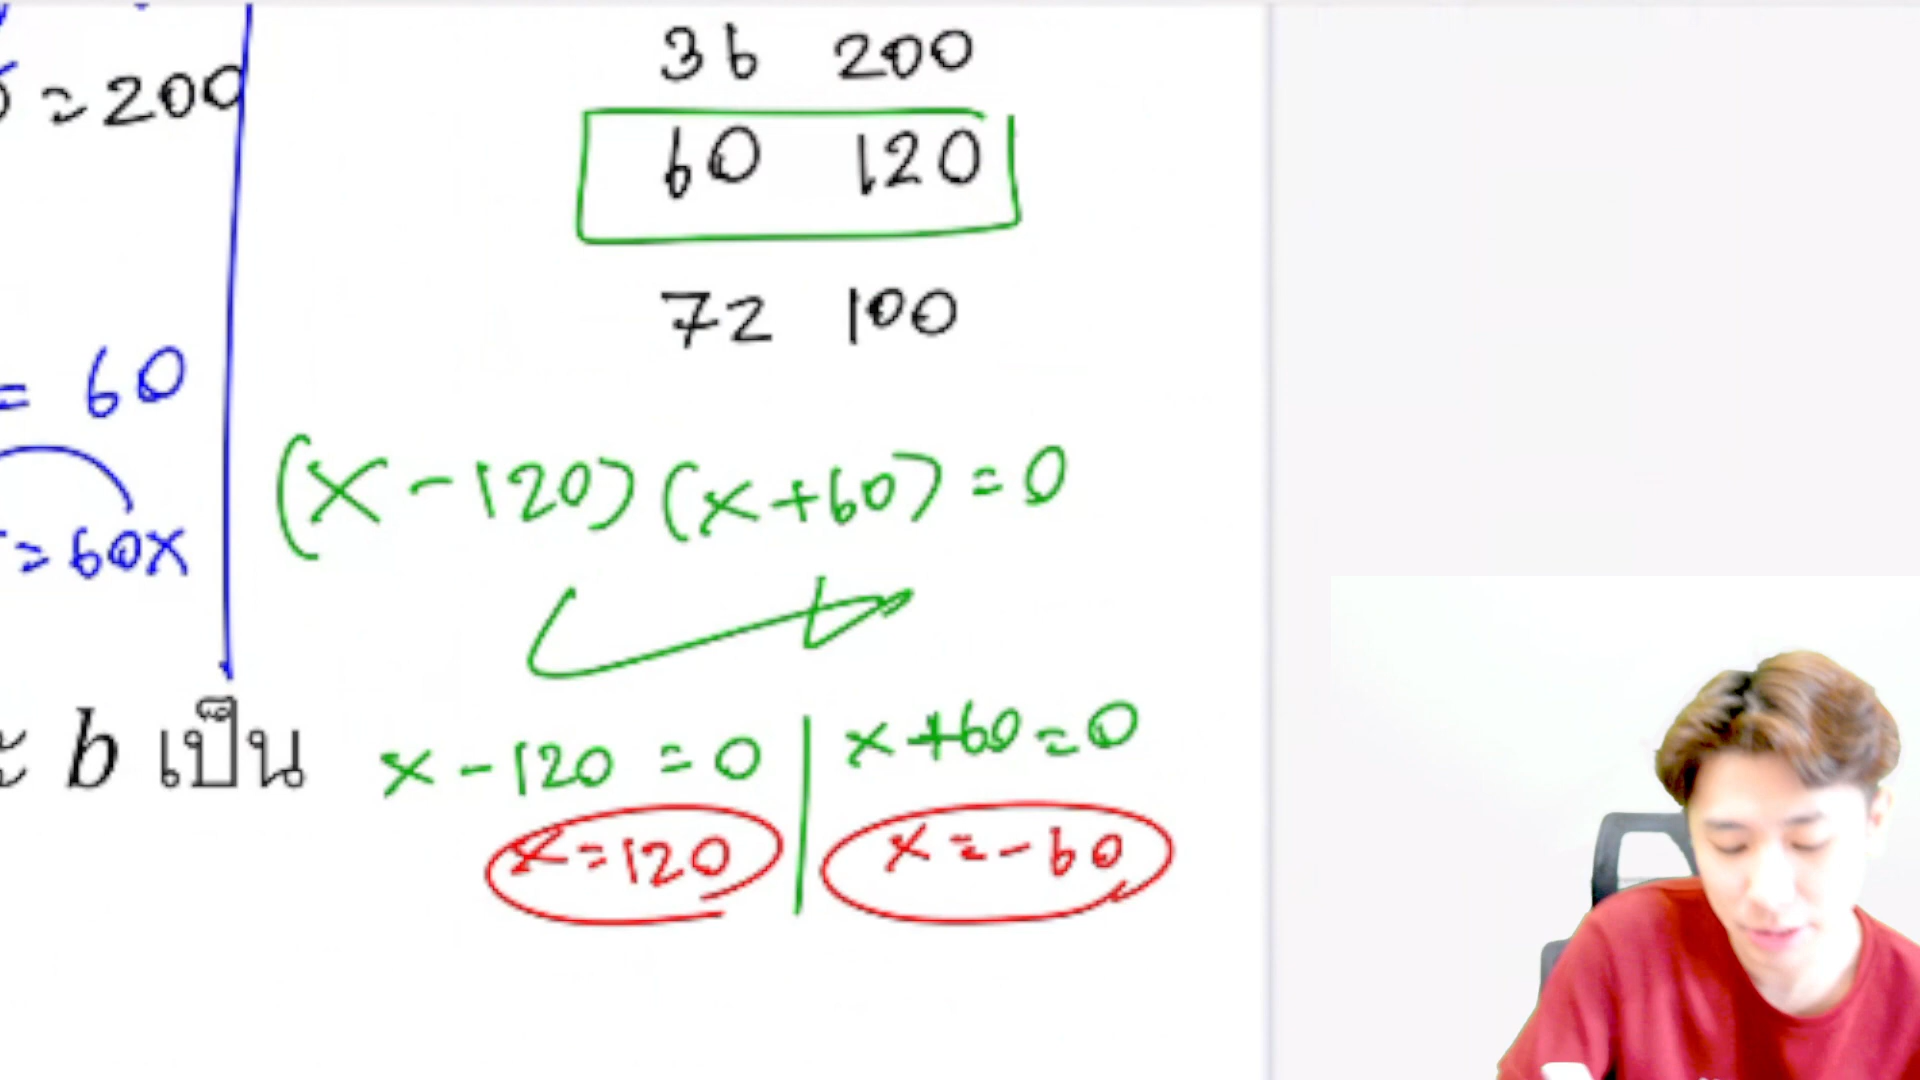 = 200
36 200
60 120
72 100
= 60
= 60x
(x - 120) (x + 60) = 0
b เป็น
x - 120 = 0 | x + 60 = 0
x = 120 | x = - 60